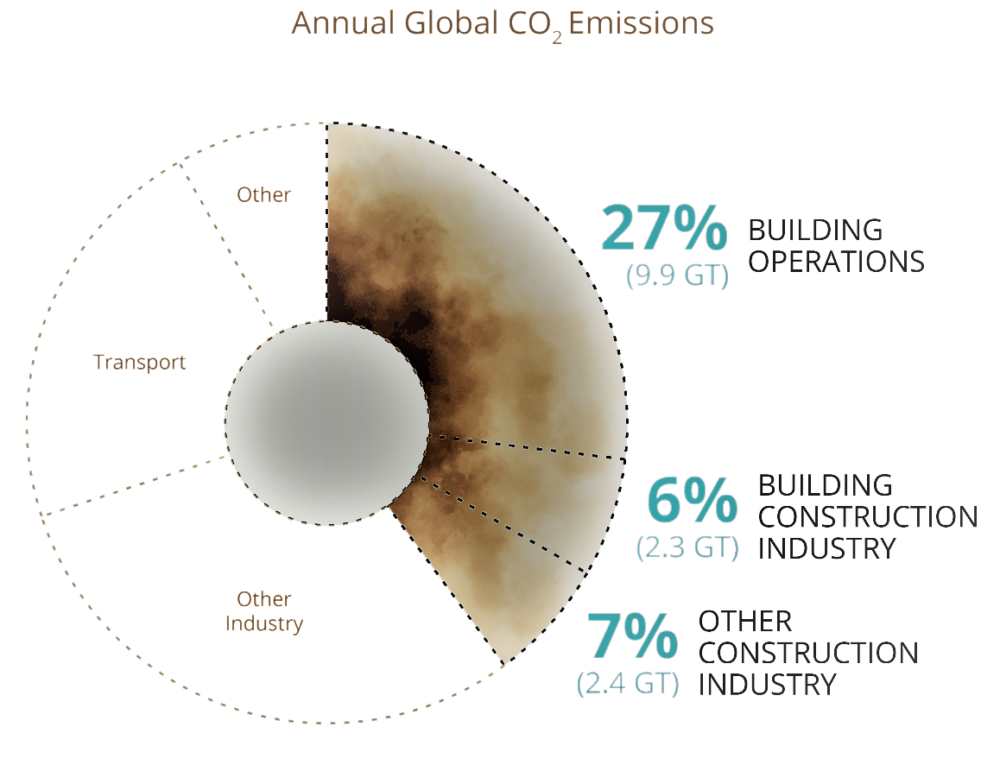 Annual Global CO₂ Emissions
Other
Transport
Other
Industry
27%
(9.9 GT)
BUILDING
OPERATIONS
6%
(2.3 GT)
BUILDING
CONSTRUCTION
INDUSTRY
7%
(2.4 GT)
OTHER
CONSTRUCTION
INDUSTRY